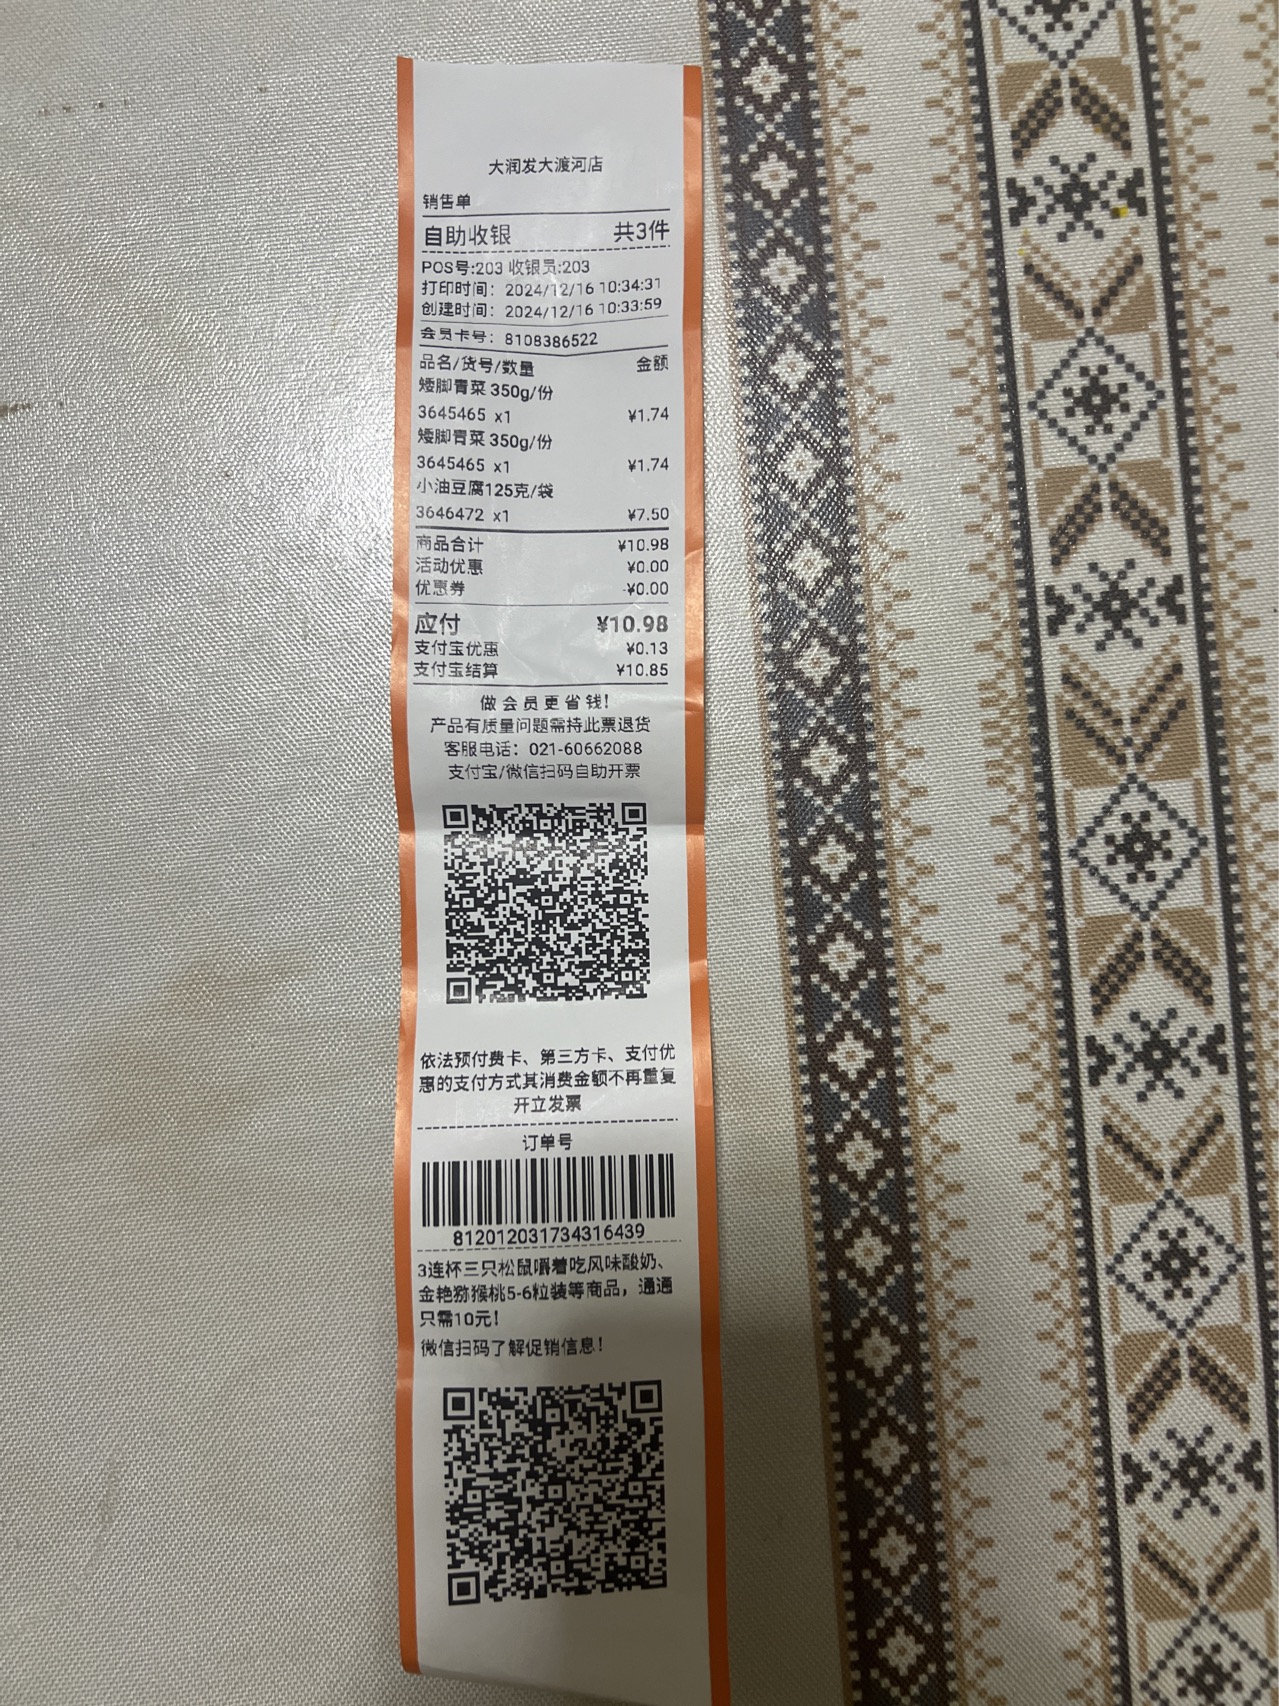 大润发大渡河店
销售单
自助收银 共3件
POS号:203 收银员:203
打印时间: 2024/12/16 10:34:31
创建时间: 2024/12/16 10:33:59
会员卡号: 8108386522
品名/货号/数量 金额
矮脚青菜 350g/份
3645465 x1 ¥1.74
矮脚青菜 350g/份
3645465 x1 ¥1.74
小油豆腐125克/袋
3646472 x1 ¥7.50
商品合计 ¥10.98
活动优惠 ¥0.00
优惠券 -¥0.00
应付 ¥10.98
支付宝优惠 ¥0.13
支付宝结算 ¥10.85
做会员更省钱!
产品有质量问题需持此票退货
客服电话: 021-60662088
支付宝/微信扫码自助开票
依法预付费卡、第三方卡、支付优
惠的支付方式其消费金额不再重复
开立发票
订单号
812012031734316439
3连杯三只松鼠嚼着吃风味酸奶、
金艳猕猴桃5-6粒装等商品，通通
只需10元!
微信扫码了解促销信息!